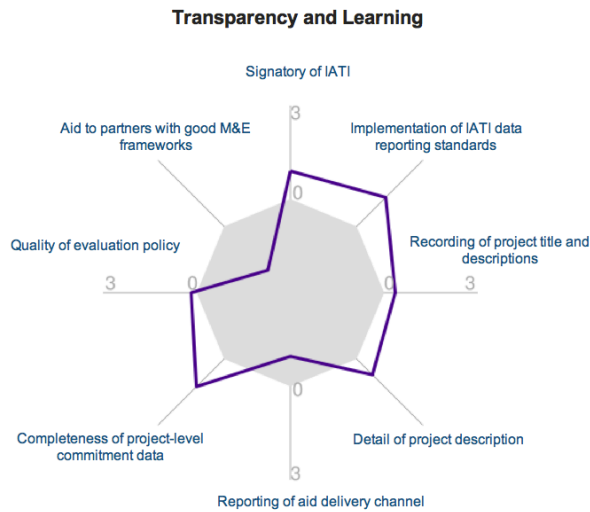 Transparency and Learning
Signatory of IATI
3
Aid to partners with good M&E
frameworks
Implementation of IATI data
reporting standards
0
Quality of evaluation policy
Recording of project title and
descriptions
3
0
0
3
0
Completeness of project-level
commitment data
Detail of project description
3
Reporting of aid delivery channel